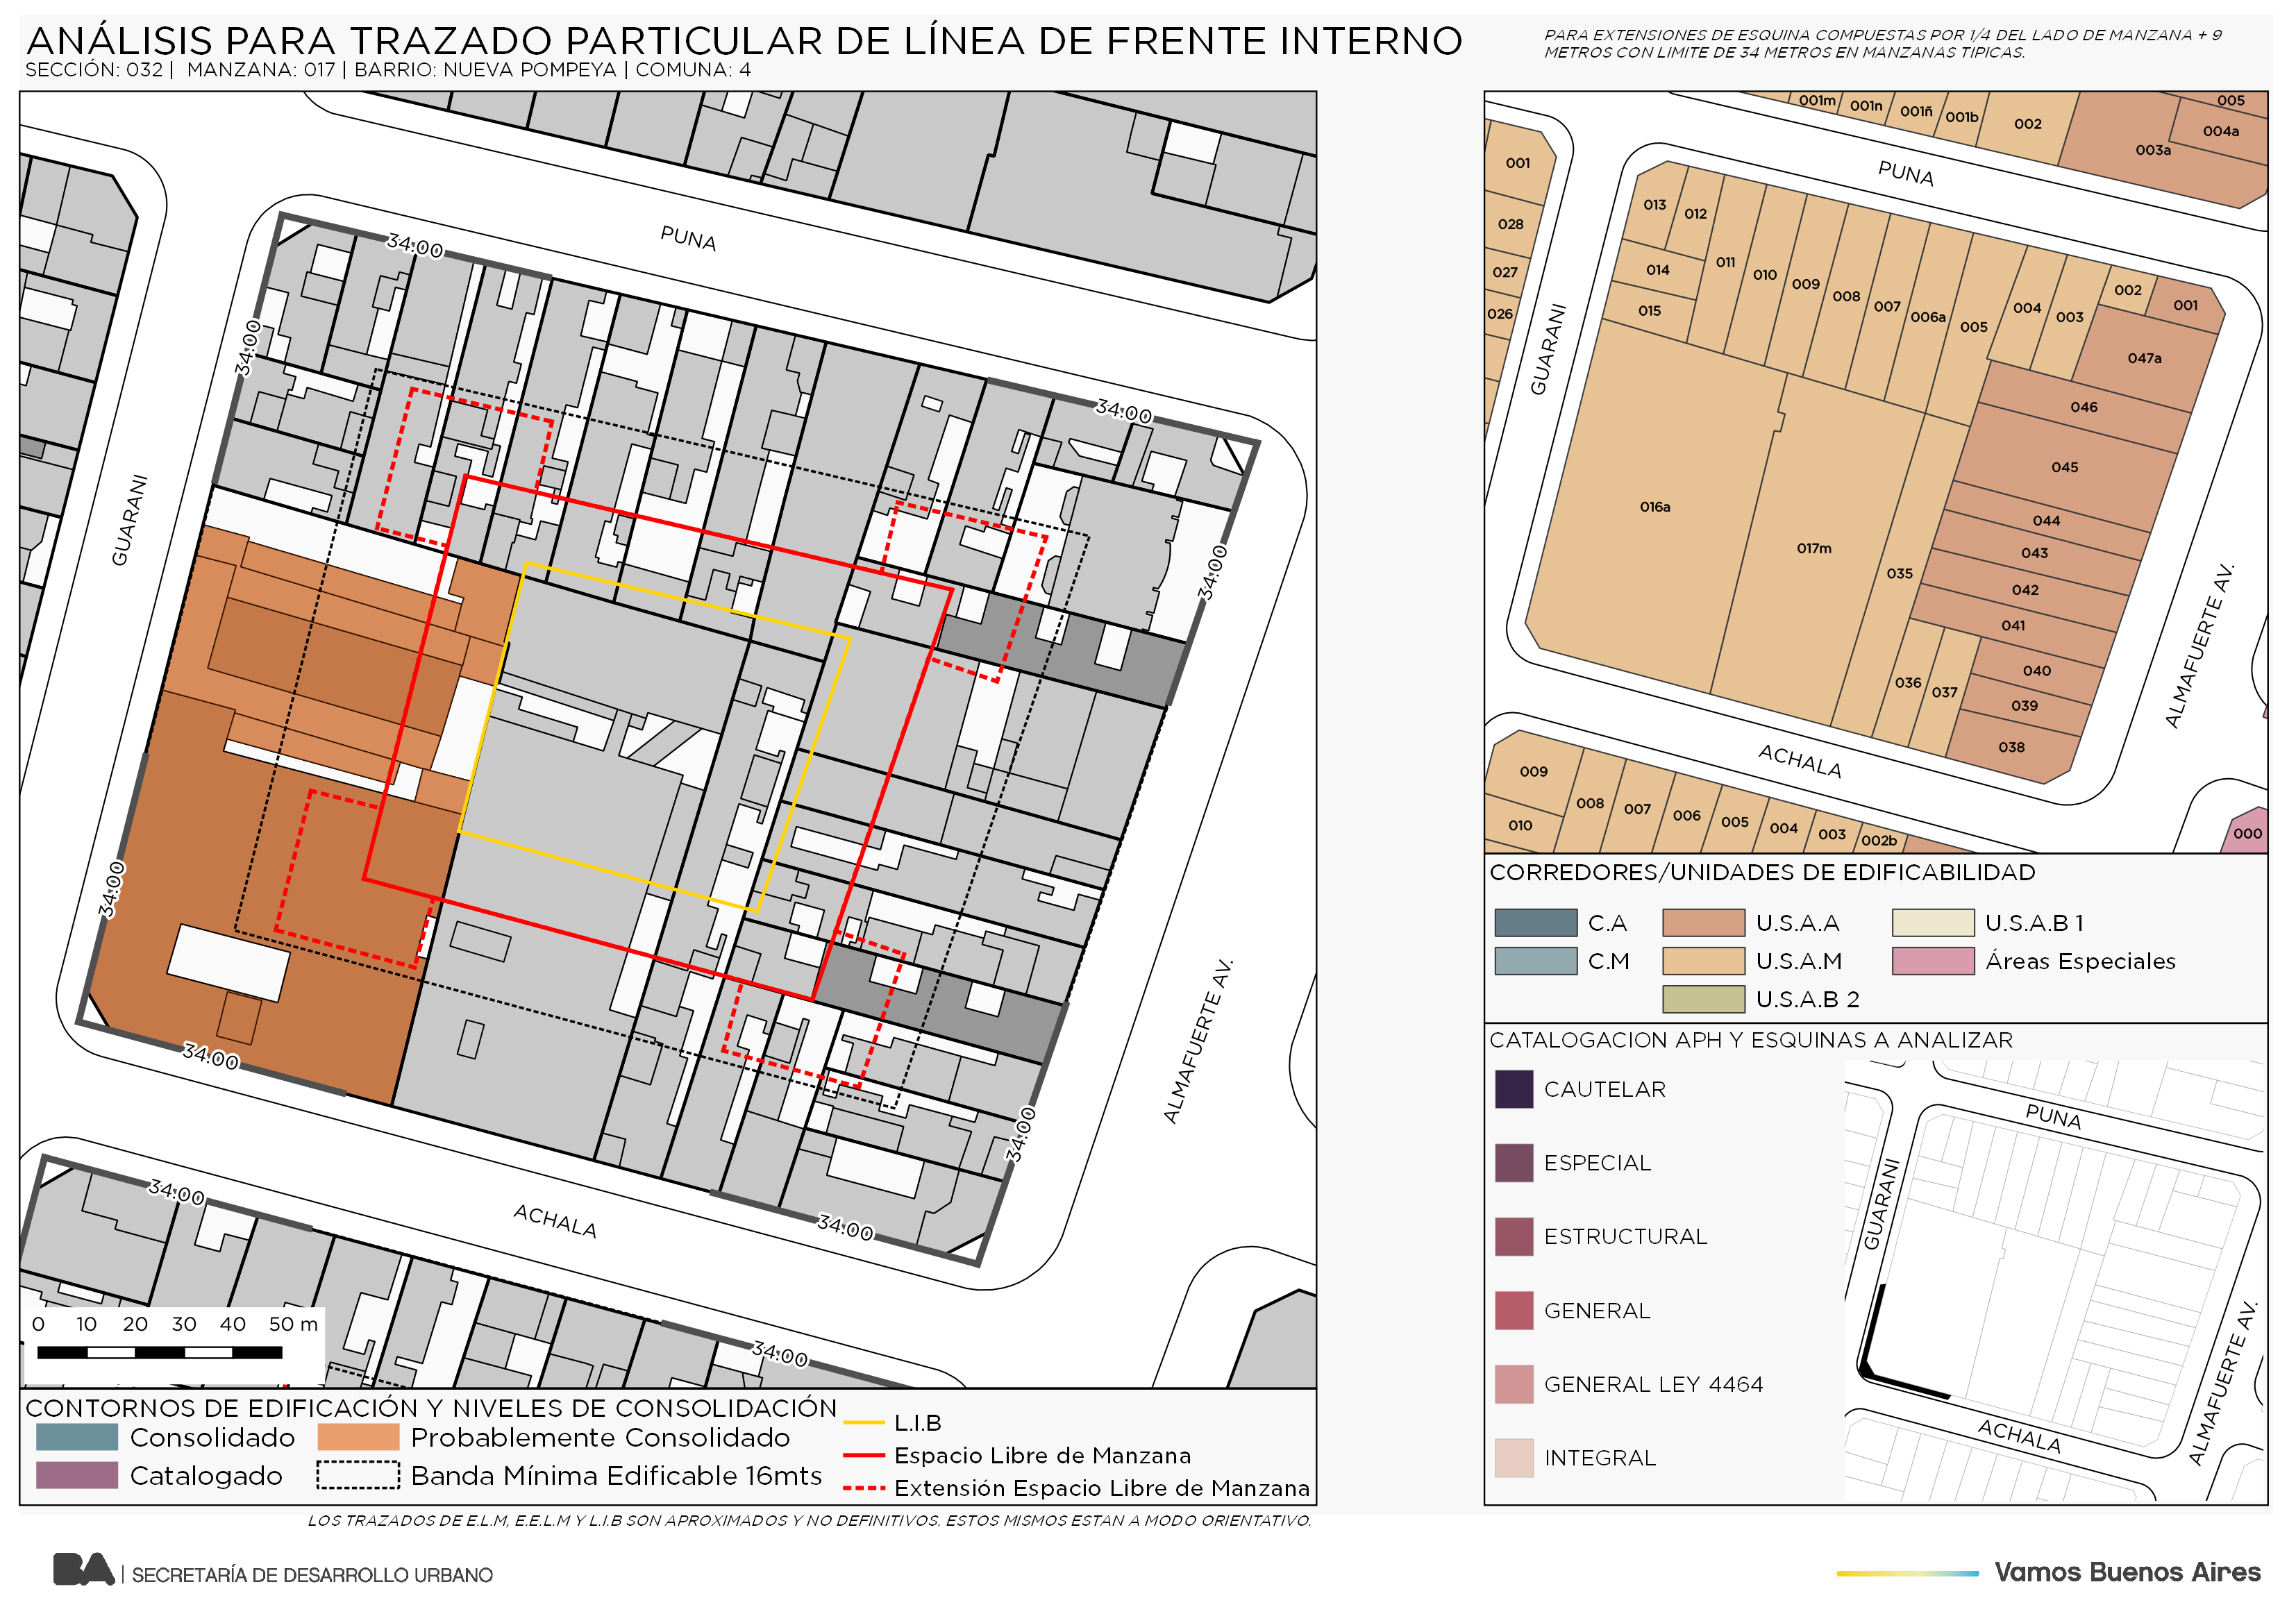 ANÁLISIS PARA TRAZADO PARTICULAR DE LÍNEA DE FRENTE INTERNO
SECCIÓN: 032 | MANZANA: 017 | BARRIO: NUEVA POMPEYA | COMUNA: 4
PARA EXTENSIONES DE ESQUINA COMPUESTAS POR 1/4 DEL LADO DE MANZANA + 9
METROS CON LIMITE DE 34 METROS EN MANZANAS TIPICAS.
PUNA
34:00
34:00
34:00
GUARANI
34:00
34:00
34:00
ALMAFUERTE AV.
34:00
34:00
34:00
ACHALA
34:00
0 10 20 30 40 50 m
CONTORNOS DE EDIFICACIÓN Y NIVELES DE CONSOLIDACIÓN
Consolidado
Probablemente Consolidado
Catalogado
Banda Mínima Edificable 16mts
L.I.B
Espacio Libre de Manzana
Extensión Espacio Libre de Manzana
LOS TRAZADOS DE E.L.M, E.E.L.M Y L.I.B SON APROXIMADOS Y NO DEFINITIVOS. ESTOS MISMOS ESTAN A MODO ORIENTATIVO.
001m 001n 001ñ 001b 002 003a 004a 005
PUNA
001
028
027
026
GUARANI
013 012 011 010 009 008 007 006a 005 004 003 002 001
014
015
047a
046
045
044
043
042
041
040
039
038
016a
017m
035
036 037
ALMAFUERTE AV.
ACHALA
009
010
008 007 006 005 004 003 002b
000
CORREDORES/UNIDADES DE EDIFICABILIDAD
C.A
U.S.A.A
U.S.A.B 1
C.M
U.S.A.M
Áreas Especiales
U.S.A.B 2
CATALOGACION APH Y ESQUINAS A ANALIZAR
CAUTELAR
ESPECIAL
ESTRUCTURAL
GENERAL
GENERAL LEY 4464
INTEGRAL
PUNA
GUARANI
ACHALA
ALMAFUERTE AV.
BA | SECRETARÍA DE DESARROLLO URBANO
Vamos Buenos Aires